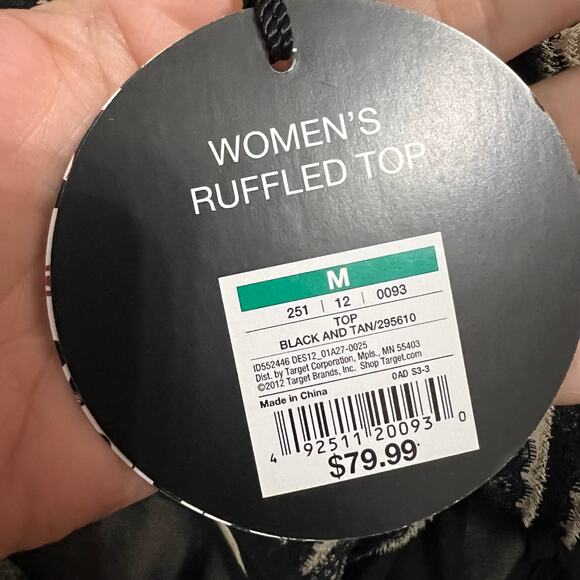 WOMEN'S
RUFFLED TOP
M
251 | 12 | 0093
TOP
BLACK AND TAN/295610
ID552446 DES12_01A27-0025
Dist. by Target Corporation, Mpls., MN 55403
©2012 Target Brands, Inc. Shop Target.com
0AD S3-3
Made in China
4 92511 20093 0
$79.99